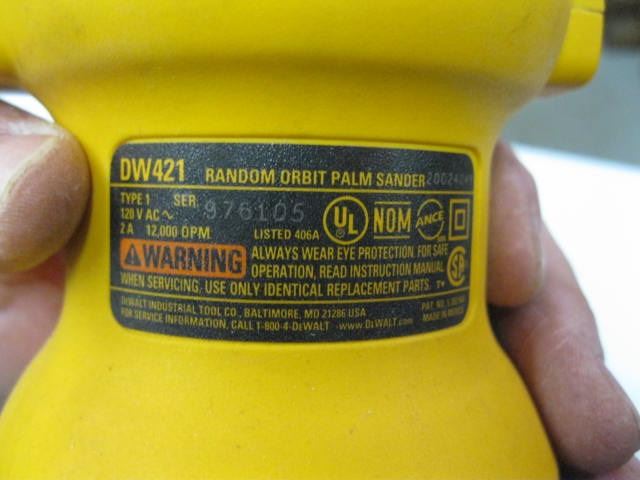 DW421 RANDOM ORBIT PALM SANDER
TYPE 1 SER. 976105
120 V AC ~
2 A 12,000 OPM LISTED 406A UL NOM ANCE
WARNING ALWAYS WEAR EYE PROTECTION. FOR SAFE
OPERATION, READ INSTRUCTION MANUAL.
WHEN SERVICING, USE ONLY IDENTICAL REPLACEMENT PARTS.
DEWALT INDUSTRIAL TOOL CO., BALTIMORE, MD 21286 USA
FOR SERVICE INFORMATION, CALL 1-800-4-DEWALT www.DEWALT.com MADE IN MEXICO